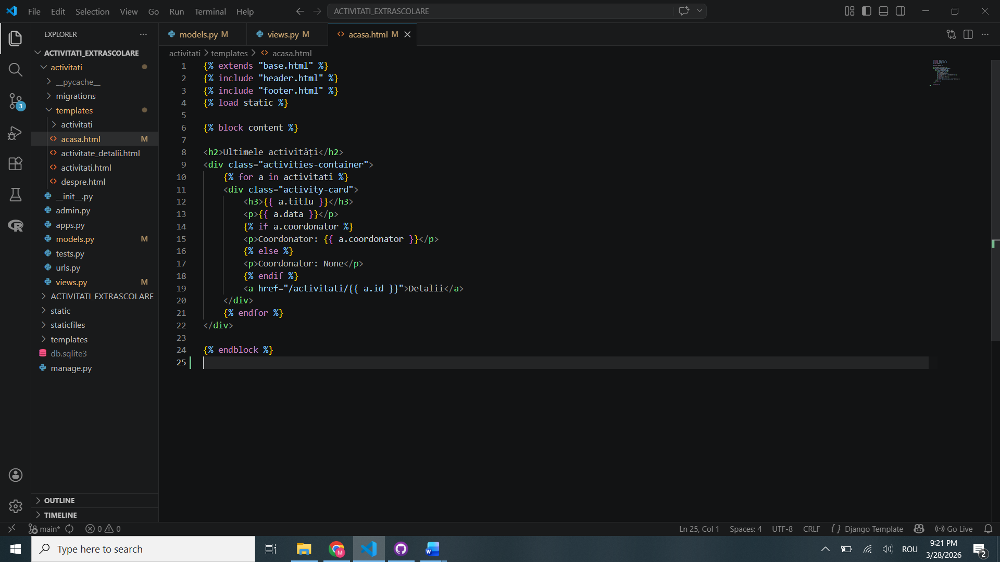 File Edit Selection View Go Run Terminal Help
ACTIVITATI_EXTRASCOLARE
EXPLORER
models.py M
views.py M
acasa.html M
ACTIVITATI_EXTRASCOLARE
activitati
__pycache__
migrations
templates
activitati
acasa.html M
activitate_detalii.html
activitati.html
despre.html
__init__.py
admin.py
apps.py
models.py M
tests.py
urls.py
views.py M
ACTIVITATI_EXTRASCOLARE
static
staticfiles
templates
db.sqlite3
manage.py
OUTLINE
TIMELINE
3
activitati > templates > acasa.html
1 {% extends "base.html" %}
2 {% include "header.html" %}
3 {% include "footer.html" %}
4 {% load static %}
5
6 {% block content %}
7
8 <h2>Ultimele activități</h2>
9 <div class="activities-container">
10 {% for a in activitati %}
11 <div class="activity-card">
12 <h3>{{ a.titlu }}</h3>
13 <p>{{ a.data }}</p>
14 {% if a.coordonator %}
15 <p>Coordonator: {{ a.coordonator }}</p>
16 {% else %}
17 <p>Coordonator: None</p>
18 {% endif %}
19 <a href="/activitati/{{ a.id }}">Detalii</a>
20 </div>
21 {% endfor %}
22 </div>
23
24 {% endblock %}
25
main* 0 0
Ln 25, Col 1 Spaces: 4 UTF-8 CRLF { } Django Template Go Live
Type here to search
M
W
ROU
9:21 PM
3/28/2026
2